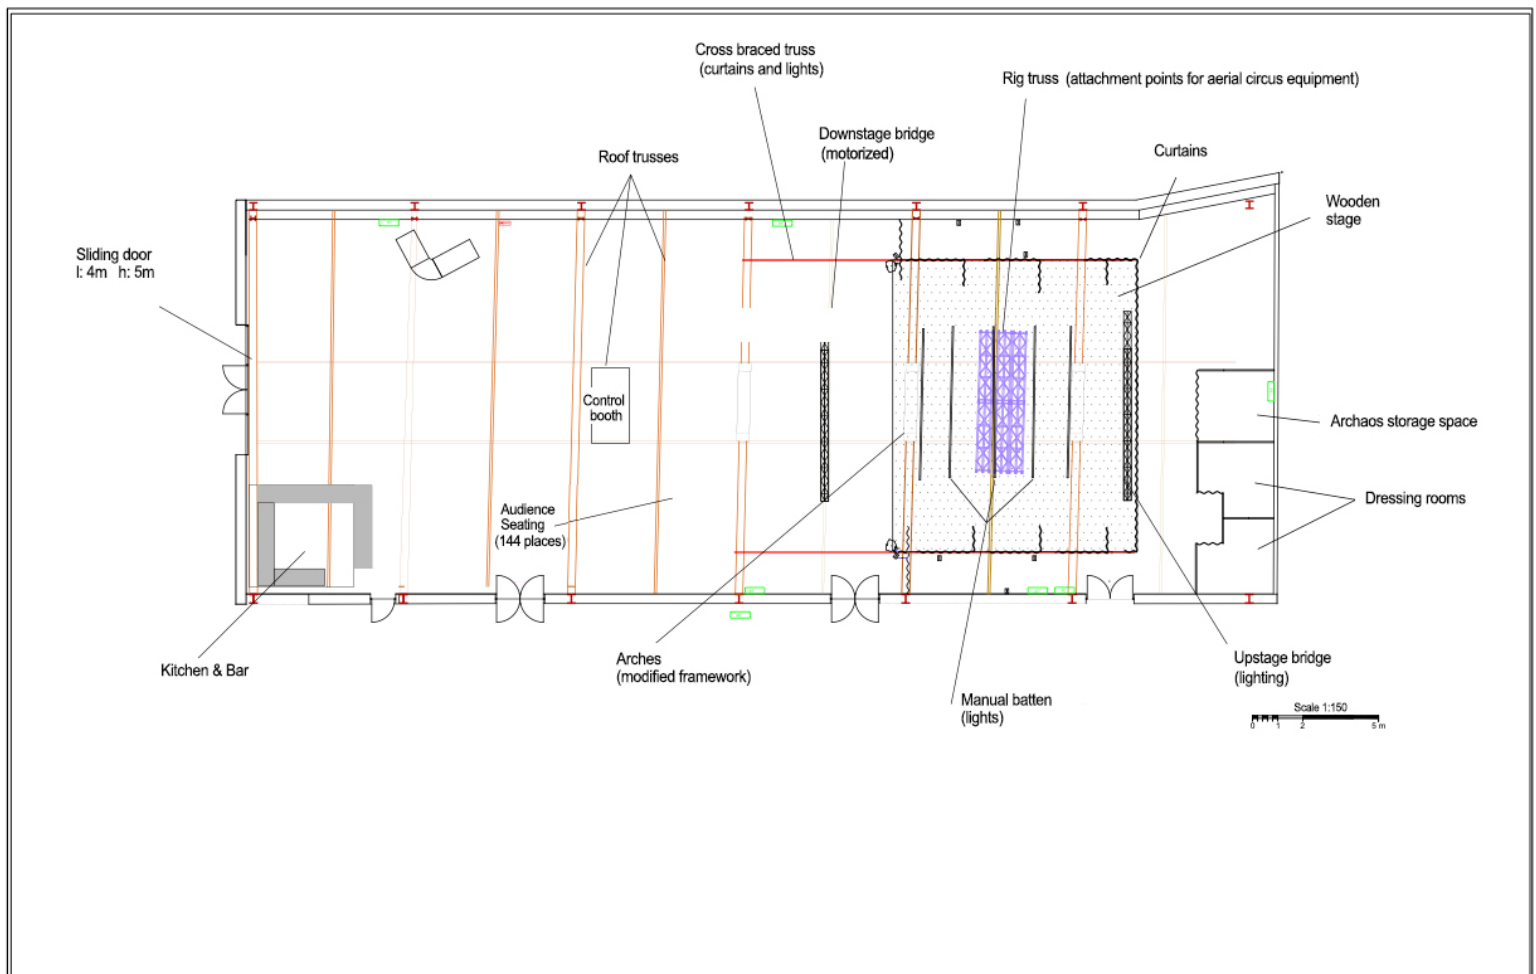 Cross braced truss
(curtains and lights)
Rig truss (attachment points for aerial circus equipment)
Downstage bridge
(motorized)
Curtains
Roof trusses
Wooden
stage
Sliding door
l: 4m h: 5m
Control
booth
Archaos storage space
Audience
Seating
(144 places)
Dressing rooms
Kitchen & Bar
Arches
(modified framework)
Upstage bridge
(lighting)
Manual batten
(lights)
Scale 1:150
0 1 2 5 m